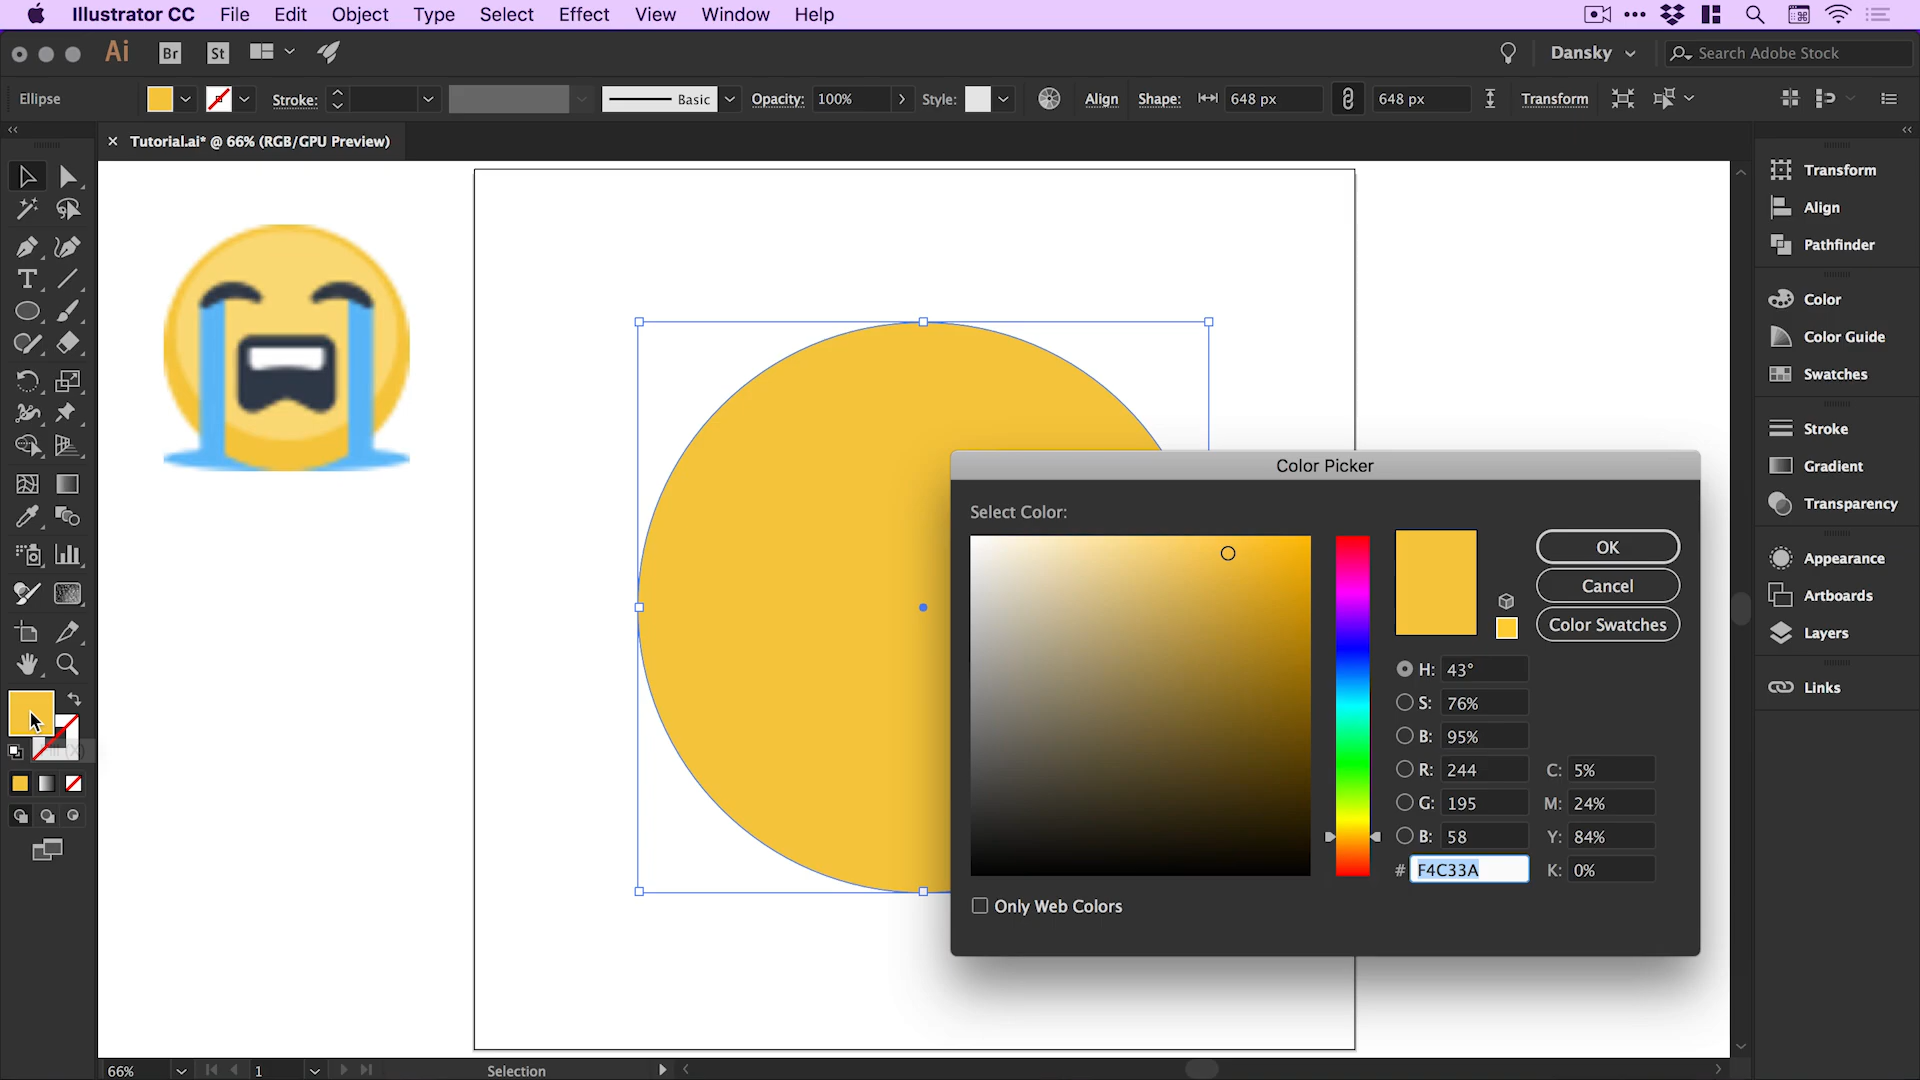 Illustrator CC File Edit Object Type Select Effect View Window Help
Ai Br St Dansky Search Adobe Stock
Ellipse Stroke: Basic Opacity: 100% Style: Align Shape: 648 px 648 px Transform
Tutorial.ai* @ 66% (RGB/GPU Preview)
Transform
Align
Pathfinder
Color
Color Guide
Swatches
Stroke
Gradient
Transparency
Appearance
Artboards
Layers
Links
Color Picker
Select Color:
OK
Cancel
Color Swatches
H: 43°
S: 76%
B: 95%
R: 244 C: 5%
G: 195 M: 24%
B: 58 Y: 84%
# F4C33A K: 0%
Only Web Colors
66% 1 Selection